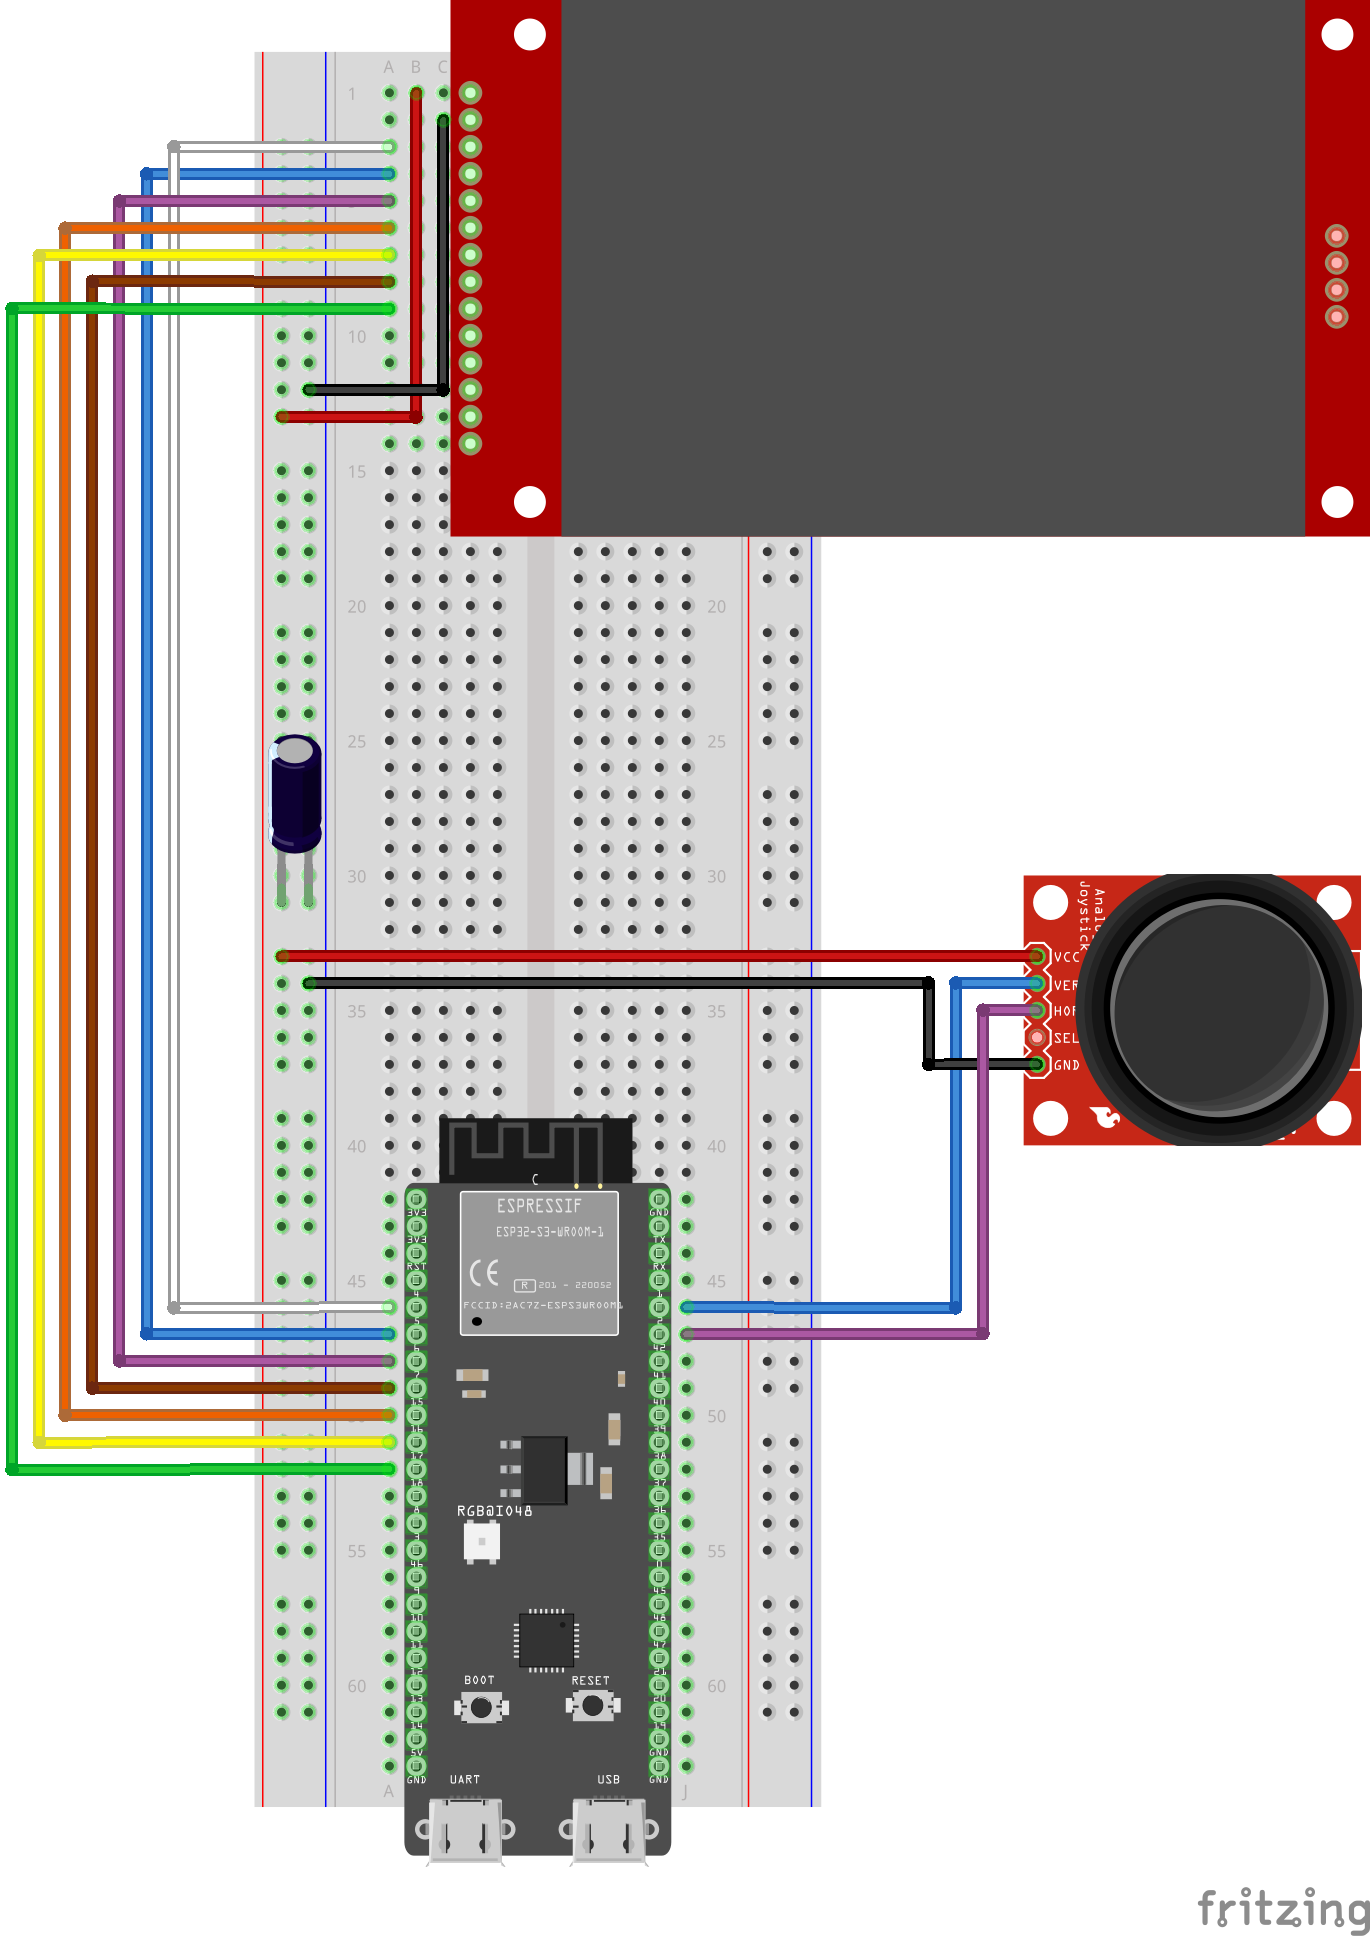 A B C
1
10
15
20 20
25 25
30 30
Analo
Joystick
VCC
VER
HOR
SEL
GND
35 35
40 40
C
ESPRESSIF
ESP32-S3-WROOM-1
CE
R 201 - 220052
FCCID:2AC7Z-ESPS3WROOM1
3V3 GND
3V3 TX
RST RX
4 1
5 2
6 42
7 41
15 40
16 39
17 38
18 37
8 36
3 35
46 0
9 45
10 48
11 47
12 21
13 20
14 19
5V GND
GND GND
45 45
50
RGB@IO48
55 55
BOOT RESET
60 60
UART USB
A J
fritzing